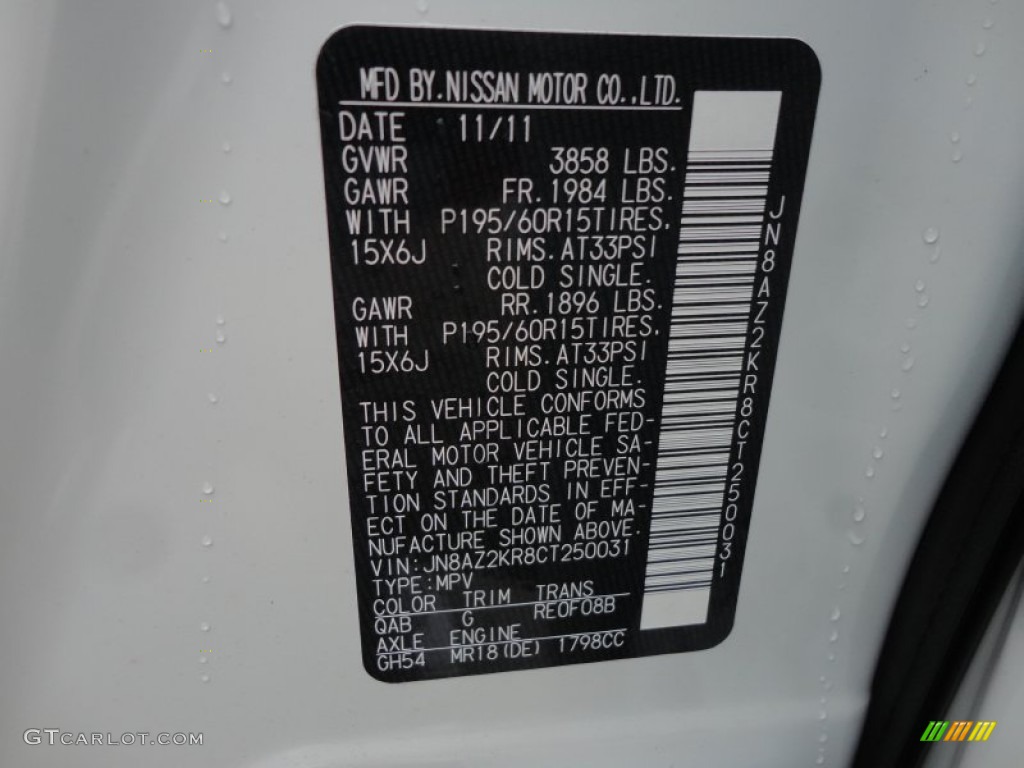 MFD BY.NISSAN MOTOR CO.,LTD.
DATE 11/11
GVWR 3858 LBS.
GAWR FR.1984 LBS.
WITH P195/60R15TIRES.
15X6J RIMS.AT33PSI
COLD SINGLE.
GAWR RR.1896 LBS.
WITH P195/60R15TIRES.
15X6J RIMS.AT33PSI
COLD SINGLE.
THIS VEHICLE CONFORMS
TO ALL APPLICABLE FED-
ERAL MOTOR VEHICLE SA-
FETY AND THEFT PREVEN-
TION STANDARDS IN EFF-
ECT ON THE DATE OF MA-
NUFACTURE SHOWN ABOVE.
VIN:JN8AZ2KR8CT250031
TYPE:MPV
COLOR TRIM TRANS
QAB G RE0F08B
AXLE ENGINE
GH54 MR18(DE) 1798CC
JN8AZ2KR8CT250031
GTCARLOT.COM